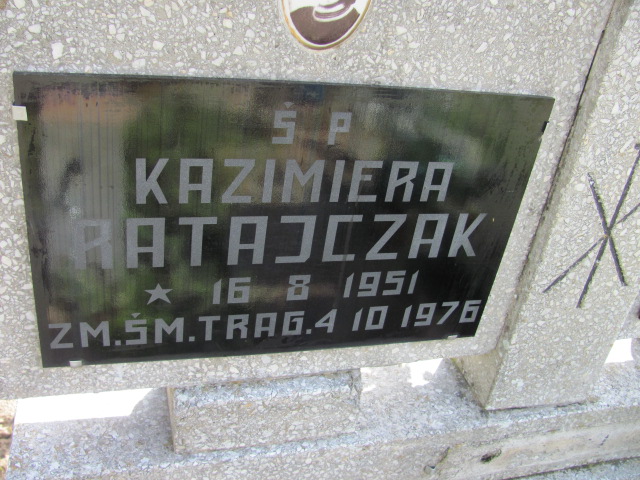 Ś P
KAZIMIERA
RATAJCZAK
★ 16 8 1951
ZM.ŚM.TRAG.4 10 1976